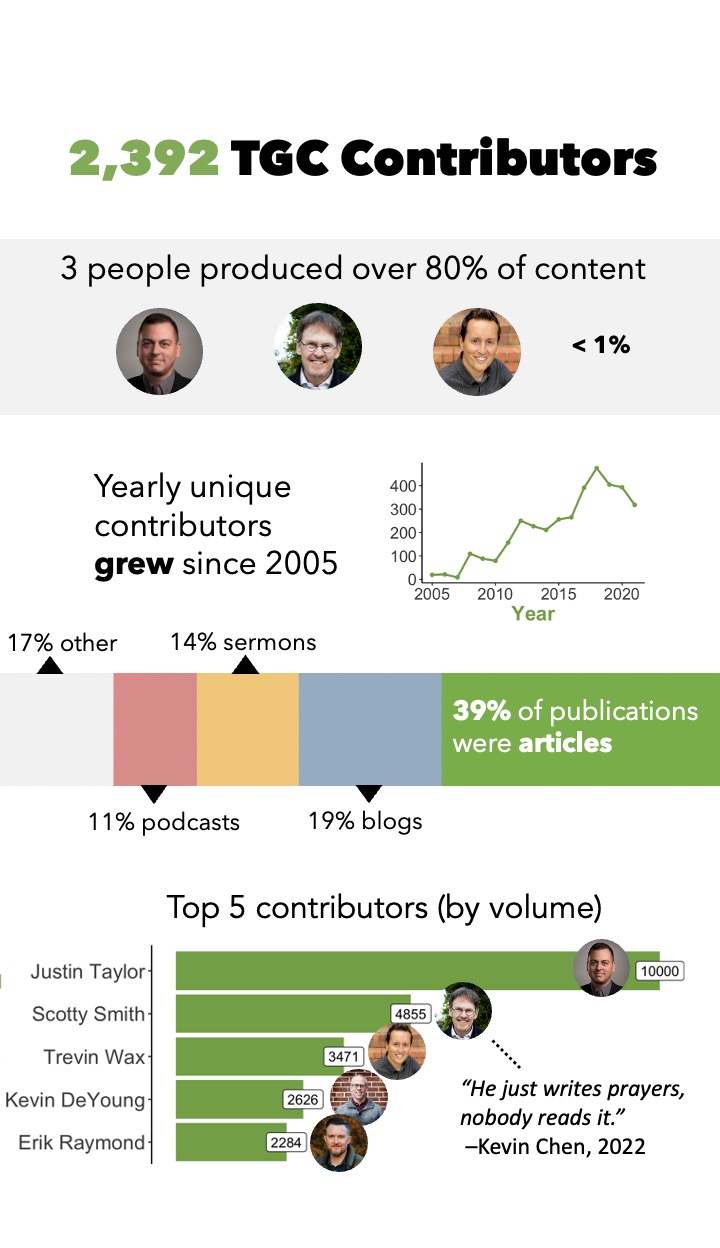 2,392 TGC Contributors
3 people produced over 80% of content
< 1%
Yearly unique
contributors
grew since 2005
400
300
200
100
0
2005 2010 2015 2020
Year
17% other 14% sermons
39% of publications
were articles
11% podcasts 19% blogs
Top 5 contributors (by volume)
Justin Taylor 10000
Scotty Smith 4855
Trevin Wax 3471
Kevin DeYoung 2626
Erik Raymond 2284
“He just writes prayers,
nobody reads it.”
–Kevin Chen, 2022